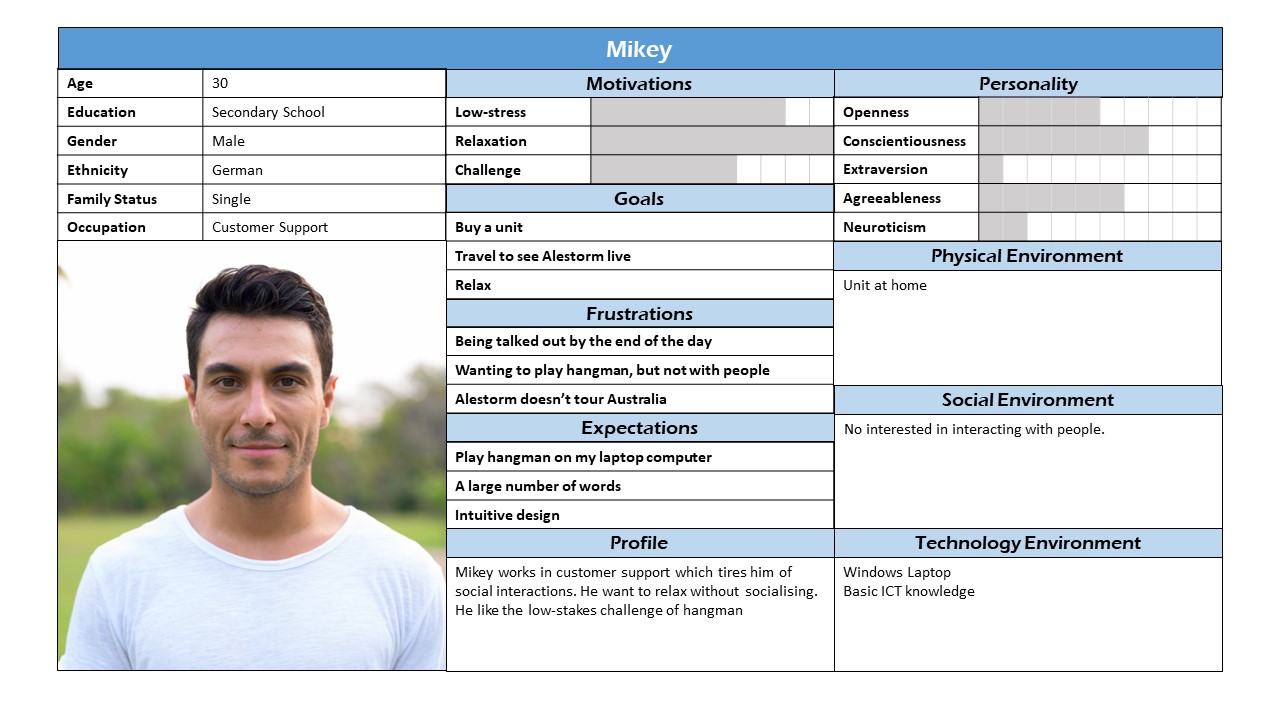 Mikey
Age 30
Education Secondary School
Gender Male
Ethnicity German
Family Status Single
Occupation Customer Support
Motivations
Low-stress
Relaxation
Challenge
Goals
Buy a unit
Travel to see Alestorm live
Relax
Frustrations
Being talked out by the end of the day
Wanting to play hangman, but not with people
Alestorm doesn’t tour Australia
Expectations
Play hangman on my laptop computer
A large number of words
Intuitive design
Profile
Mikey works in customer support which tires him of
social interactions. He want to relax without socialising.
He like the low-stakes challenge of hangman
Personality
Openness
Conscientiousness
Extraversion
Agreeableness
Neuroticism
Physical Environment
Unit at home
Social Environment
No interested in interacting with people.
Technology Environment
Windows Laptop
Basic ICT knowledge